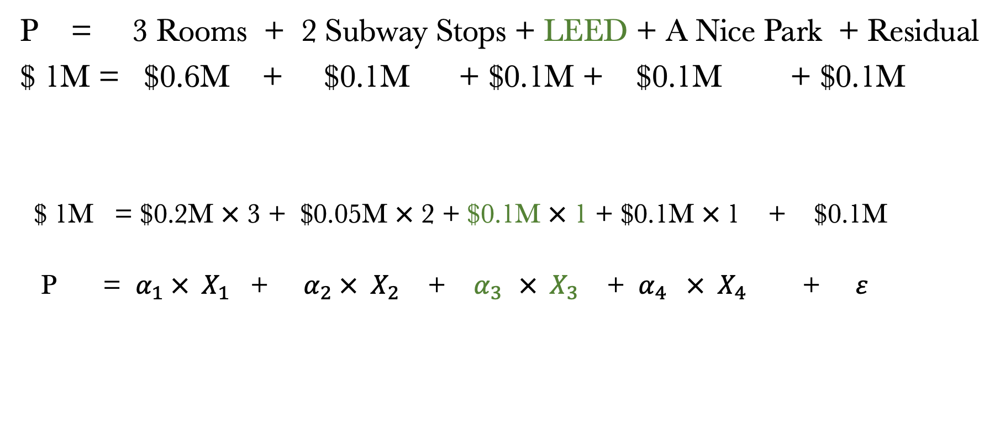 P = 3 Rooms + 2 Subway Stops + LEED + A Nice Park + Residual
$ 1M = $0.6M + $0.1M + $0.1M + $0.1M + $0.1M
$ 1M = $0.2M × 3 + $0.05M × 2 + $0.1M × 1 + $0.1M × 1 + $0.1M
P = α₁ × X₁ + α₂ × X₂ + α₃ × X₃ + α₄ × X₄ + ε